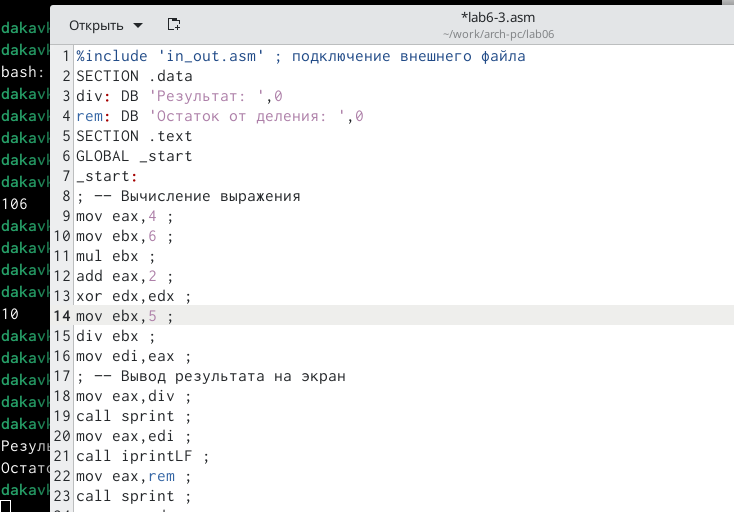 Открыть
*lab6-3.asm
~/work/arch-pc/lab06
1 %include 'in_out.asm' ; подключение внешнего файла
2 SECTION .data
3 div: DB 'Результат: ',0
4 rem: DB 'Остаток от деления: ',0
5 SECTION .text
6 GLOBAL _start
7 _start:
8 ; -- Вычисление выражения
9 mov eax,4 ;
10 mov ebx,6 ;
11 mul ebx ;
12 add eax,2 ;
13 xor edx,edx ;
14 mov ebx,5 ;
15 div ebx ;
16 mov edi,eax ;
17 ; -- Вывод результата на экран
18 mov eax,div ;
19 call sprint ;
20 mov eax,edi ;
21 call iprintLF ;
22 mov eax,rem ;
23 call sprint ;
dakavk
dakavk
bash:
dakavk
dakavk
dakavk
dakavk
dakavk
106
dakavk
dakavk
dakavk
dakavk
10
dakavk
dakavk
dakavk
dakavk
dakavk
Резуль
Остато
dakavk